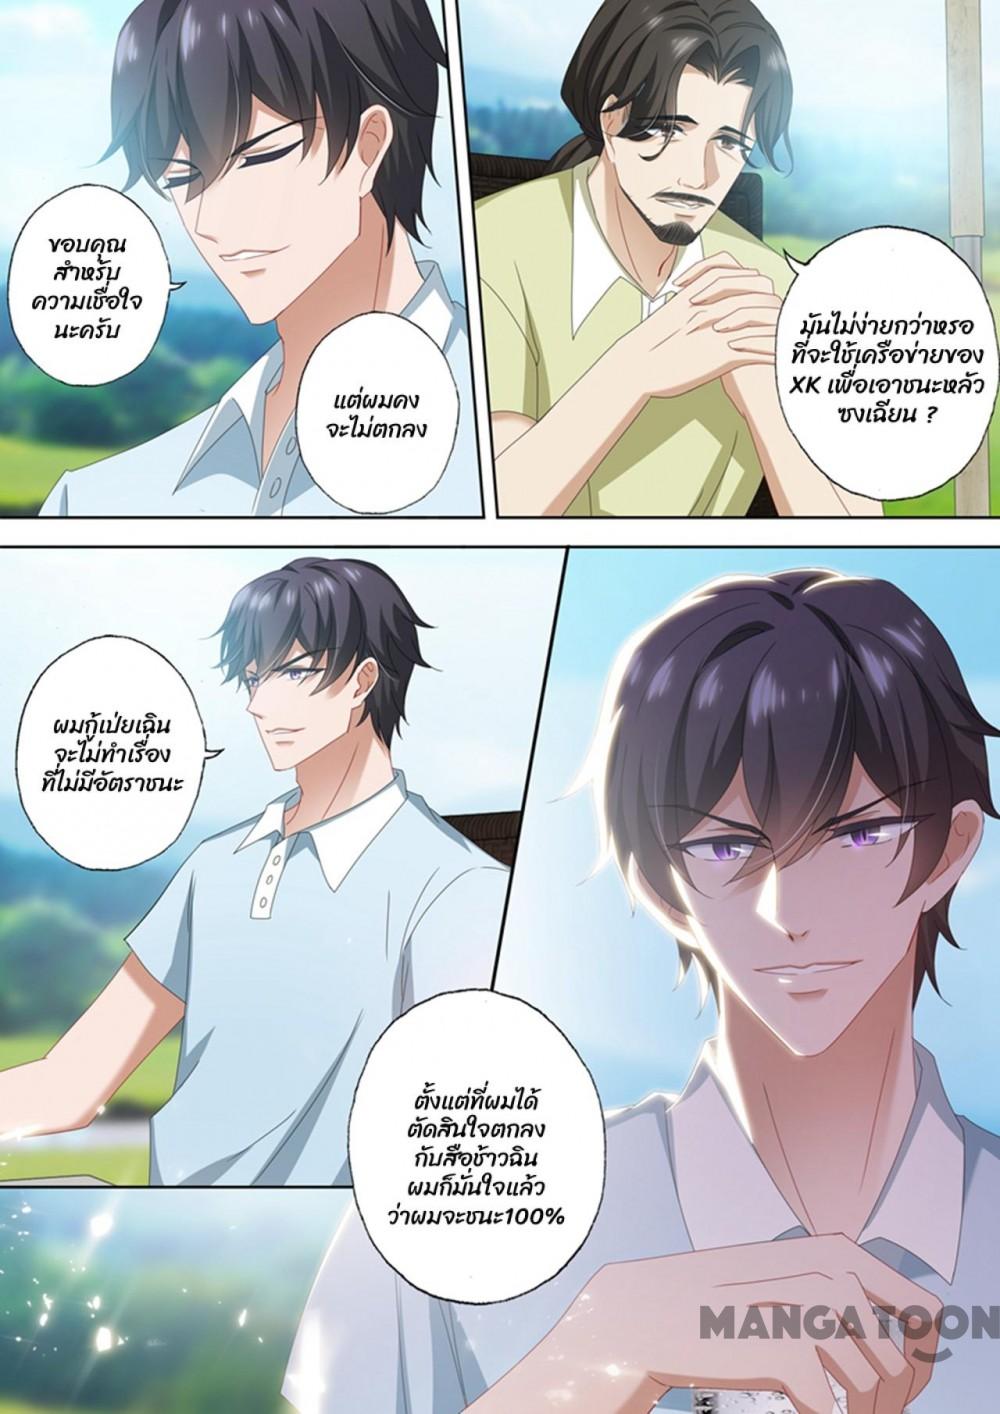 ขอบคุณ
สำหรับ
ความเชื่อใจ
นะครับ
แต่ผมคง
จะไม่ตกลง
มันไม่ง่ายกว่าหรอ
ที่จะใช้เครือข่ายของ
XK เพื่อเอาชนะหลัว
ซงเฉียน ?
ผมกู้เป่ยเฉิน
จะไม่ทำเรื่อง
ที่ไม่มีอัตราชนะ
ตั้งแต่ที่ผมได้
ตัดสินใจตกลง
กับสือช้าวฉิน
ผมก็มั่นใจแล้ว
ว่าผมจะชนะ100%
MANGATOON